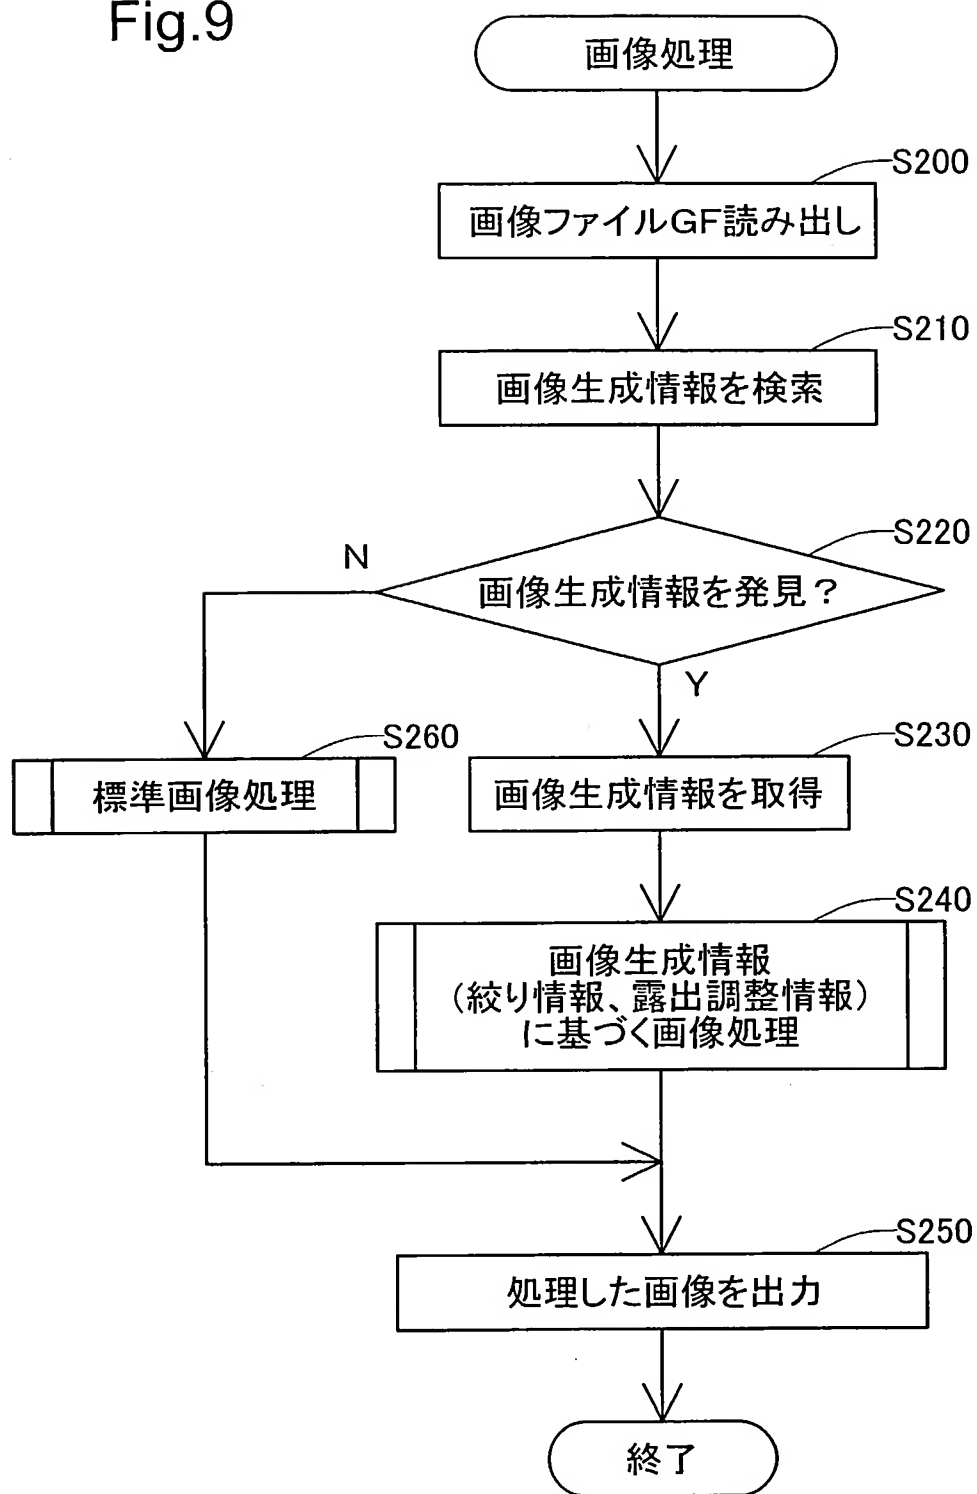 Fig.9
画像処理
S200
画像ファイルGF読み出し
S210
画像生成情報を検索
S220
画像生成情報を発見？
N
Y
S260
標準画像処理
S230
画像生成情報を取得
S240
画像生成情報
（絞り情報、露出調整情報）
に基づく画像処理
S250
処理した画像を出力
終了